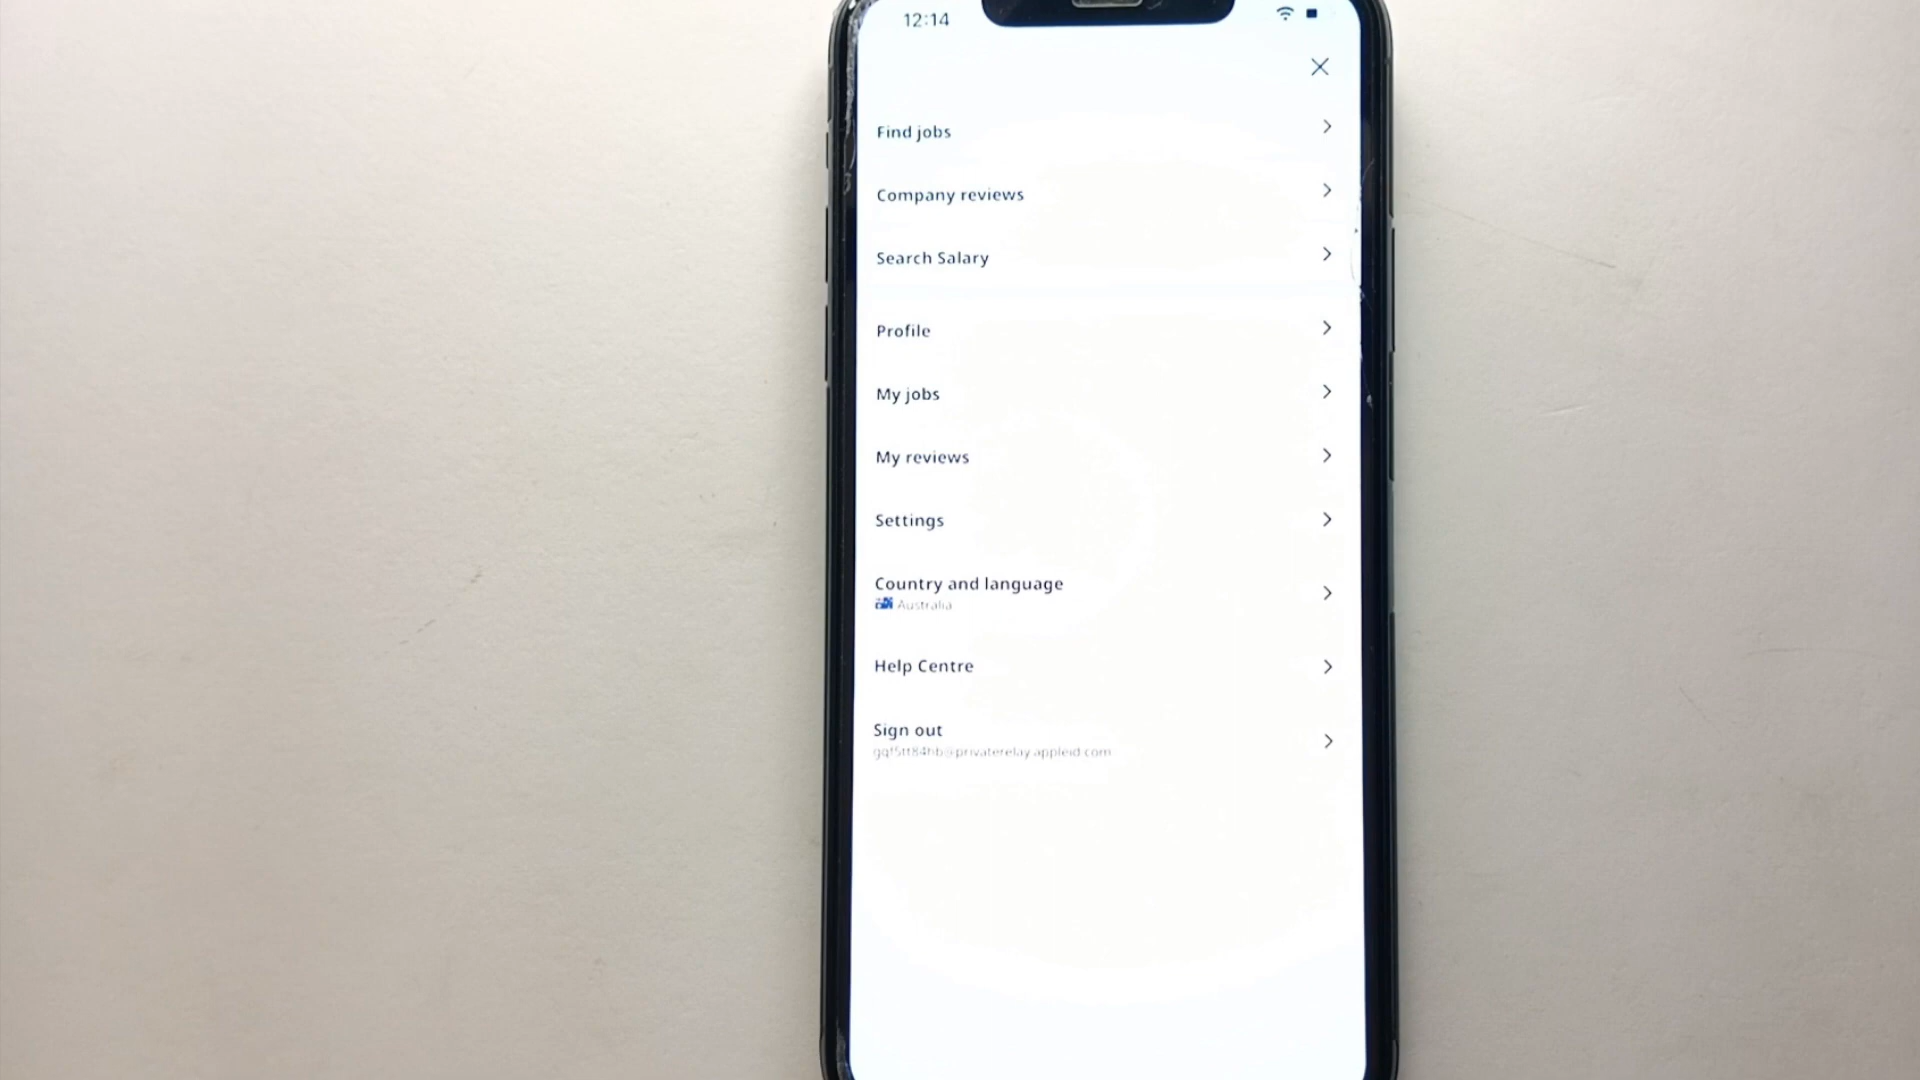 12:14
Find jobs
Company reviews
Search Salary
Profile
My jobs
My reviews
Settings
Country and language
Australia
Help Centre
Sign out